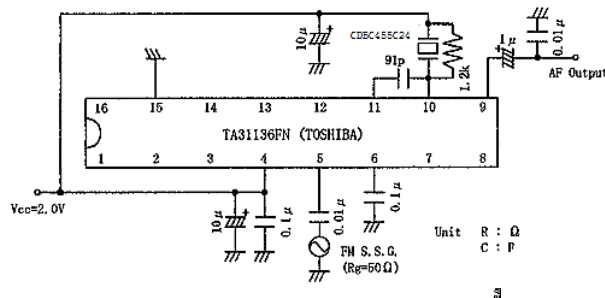 10μ
+
CDBC455C24
91p
1.2k
1μ
+
0.01μ
AF Output
16 15 14 13 12 11 10 9
TA31136FN (TOSHIBA)
1 2 3 4 5 6 7 8
Vcc=2.0V
10μ
+
0.1μ
0.01μ
0.1μ
FM S.S.G.
(Rg=50Ω)
Unit R : Ω
C : F